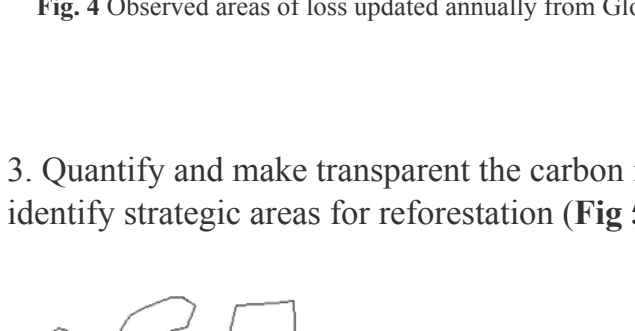 Fig. 4 Observed areas of loss updated annually from
3. Quantify and make transparent the carbon
identify strategic areas for reforestation (Fig